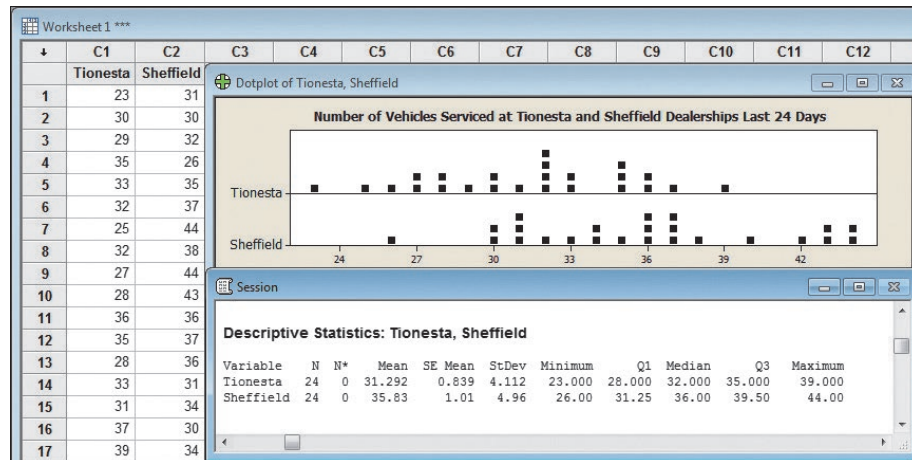 Worksheet 1 ***
↓ C1 C2 C3 C4 C5 C6 C7 C8 C9 C10 C11 C12
Tionesta Sheffield
Dotplot of Tionesta, Sheffield
Number of Vehicles Serviced at Tionesta and Sheffield Dealerships Last 24 Days
Tionesta
Sheffield
24 27 30 33 36 39 42
1 23 31
2 30 30
3 29 32
4 35 26
5 33 35
6 32 37
7 25 44
8 32 38
9 27 44
10 28 43
11 36 36
12 35 37
13 28 36
14 33 31
15 31 34
16 37 30
17 39 34
Session
Descriptive Statistics: Tionesta, Sheffield
Variable N N* Mean SE Mean StDev Minimum Q1 Median Q3 Maximum
Tionesta 24 0 31.292 0.839 4.112 23.000 28.000 32.000 35.000 39.000
Sheffield 24 0 35.83 1.01 4.96 26.00 31.25 36.00 39.50 44.00